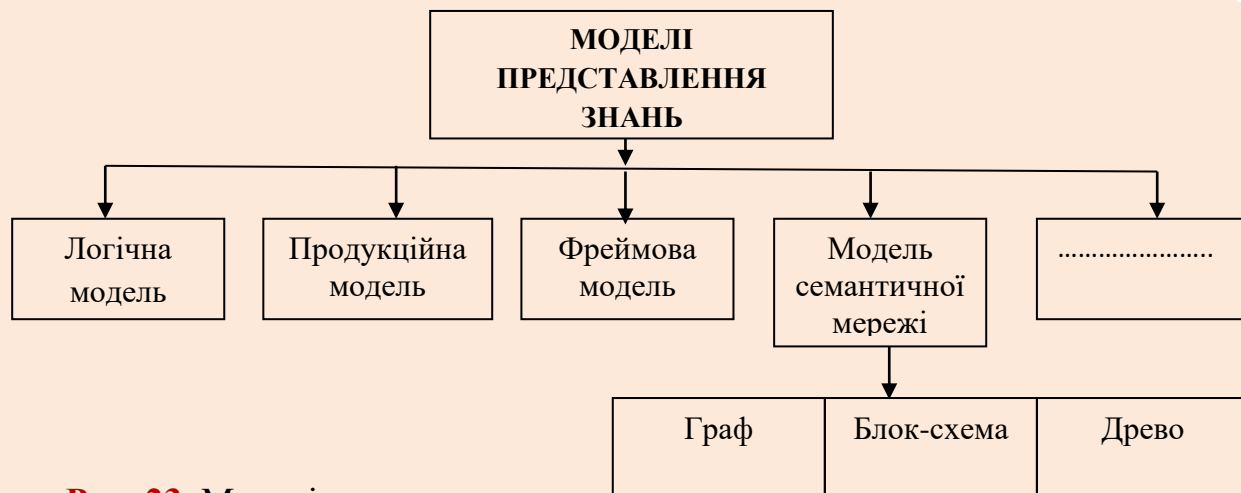 МОДЕЛІ
ПРЕДСТАВЛЕННЯ
ЗНАНЬ
Логічна
модель
Продукційна
модель
Фреймова
модель
Модель
семантичної
мережі
…………………..
Граф
Блок-схема
Древо